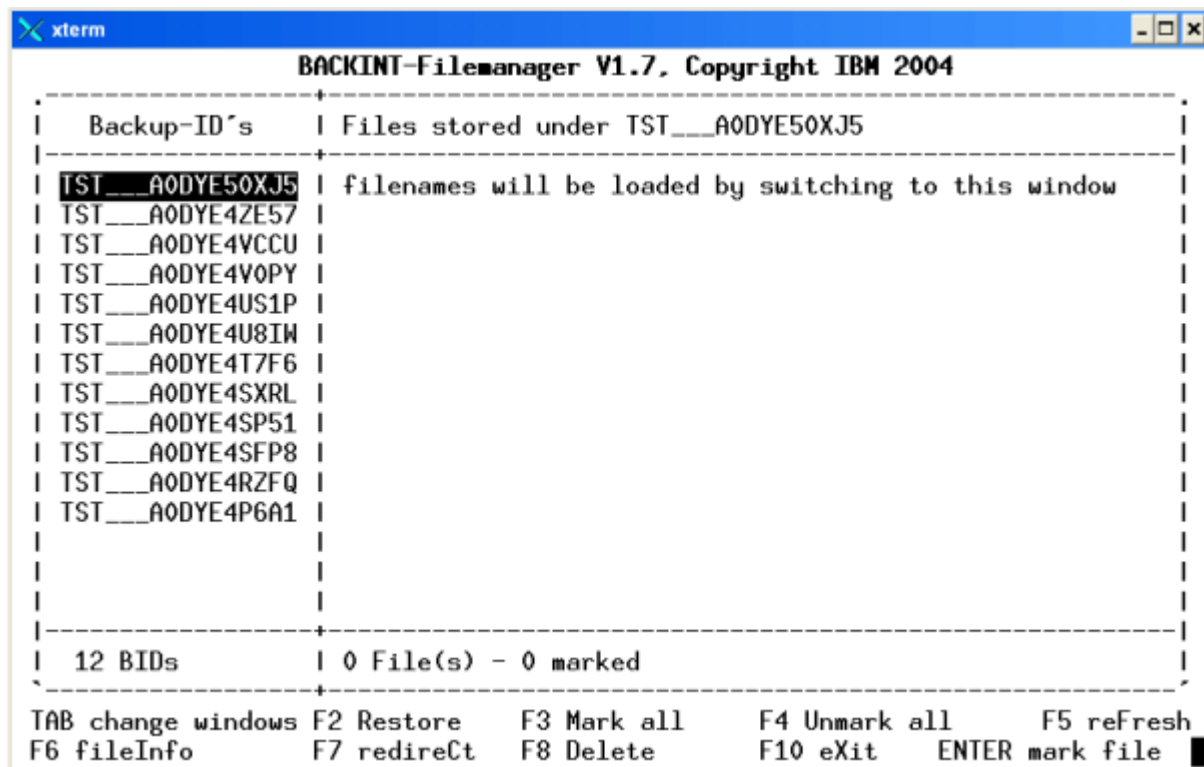 xterm
BACKINT-Filemanager V1.7, Copyright IBM 2004
Backup-ID´s | Files stored under TST___A0DYE50XJ5
TST___A0DYE50XJ5 | filenames will be loaded by switching to this window
TST___A0DYE4ZE57
TST___A0DYE4VCCU
TST___A0DYE4V0PY
TST___A0DYE4US1P
TST___A0DYE4U8IW
TST___A0DYE4T7F6
TST___A0DYE4SXRL
TST___A0DYE4SP51
TST___A0DYE4SFP8
TST___A0DYE4RZFQ
TST___A0DYE4P6A1
12 BIDs | 0 File(s) - 0 marked
TAB change windows F2 Restore F3 Mark all F4 Unmark all F5 reFresh
F6 fileInfo F7 redireCt F8 Delete F10 eXit ENTER mark file